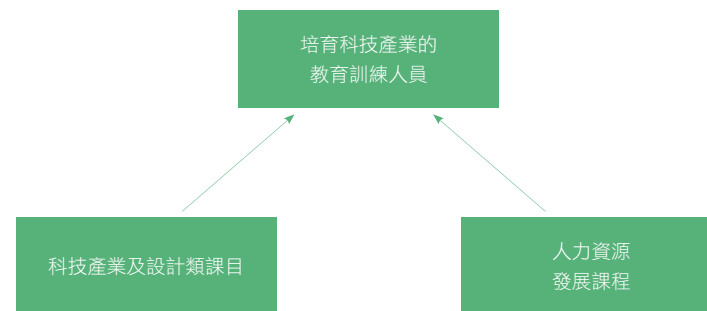 培育科技產業的
教育訓練人員
科技產業及設計類課目
人力資源
發展課程